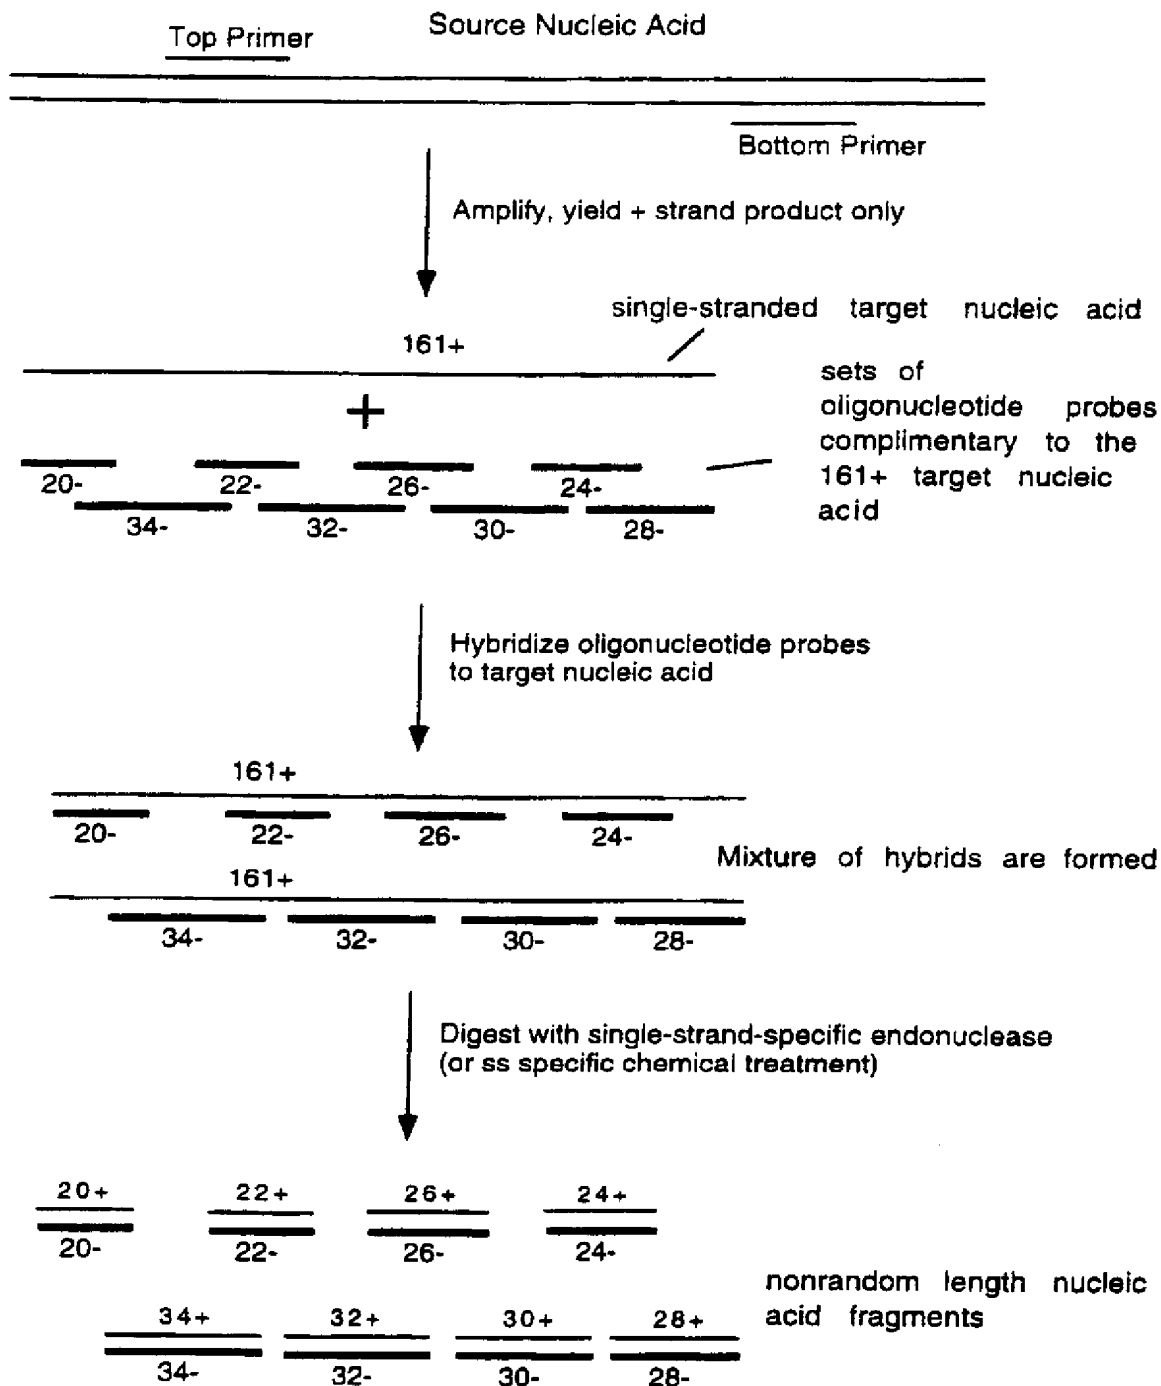 Source Nucleic Acid
Top Primer
Bottom Primer
Amplify, yield + strand product only
single-stranded target nucleic acid
161+
+
sets of
oligonucleotide probes
complimentary to the
161+ target nucleic
acid
20- 22- 26- 24-
34- 32- 30- 28-
Hybridize oligonucleotide probes
to target nucleic acid
161+
20- 22- 26- 24-
Mixture of hybrids are formed
161+
34- 32- 30- 28-
Digest with single-strand-specific endonuclease
(or ss specific chemical treatment)
20+ 22+ 26+ 24+
20- 22- 26- 24-
nonrandom length nucleic
acid fragments
34+ 32+ 30+ 28+
34- 32- 30- 28-